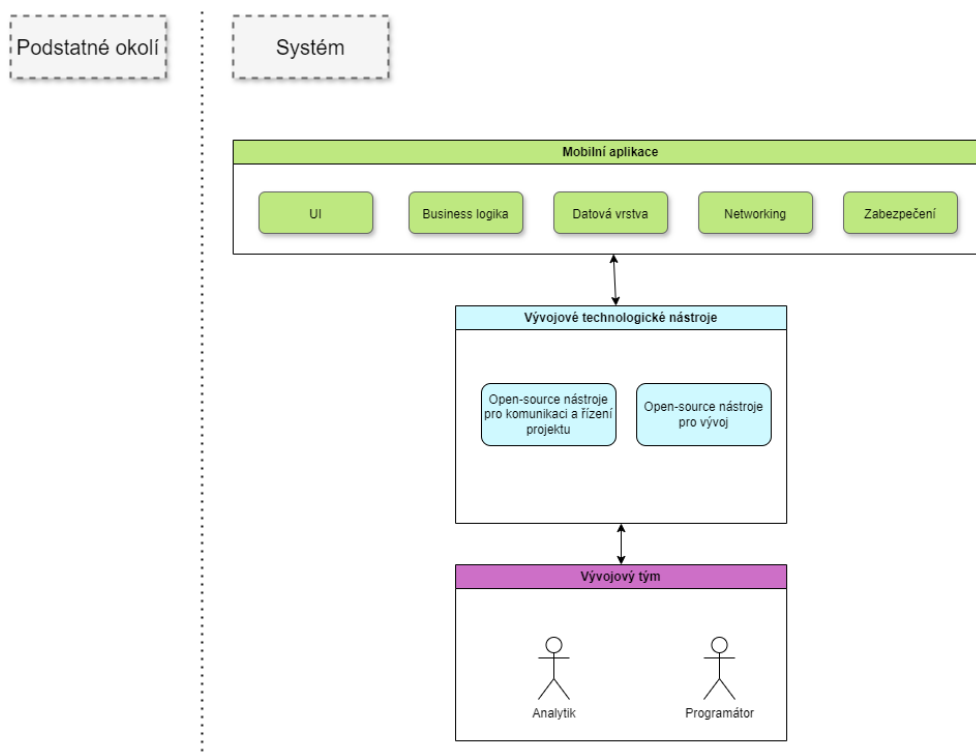 Podstatné okolí
Systém
Mobilní aplikace
UI
Business logika
Datová vrstva
Networking
Zabezpečení
Vývojové technologické nástroje
Open-source nástroje
pro komunikaci a řízení
projektu
Open-source nástroje
pro vývoj
Vývojový tým
Analytik
Programátor